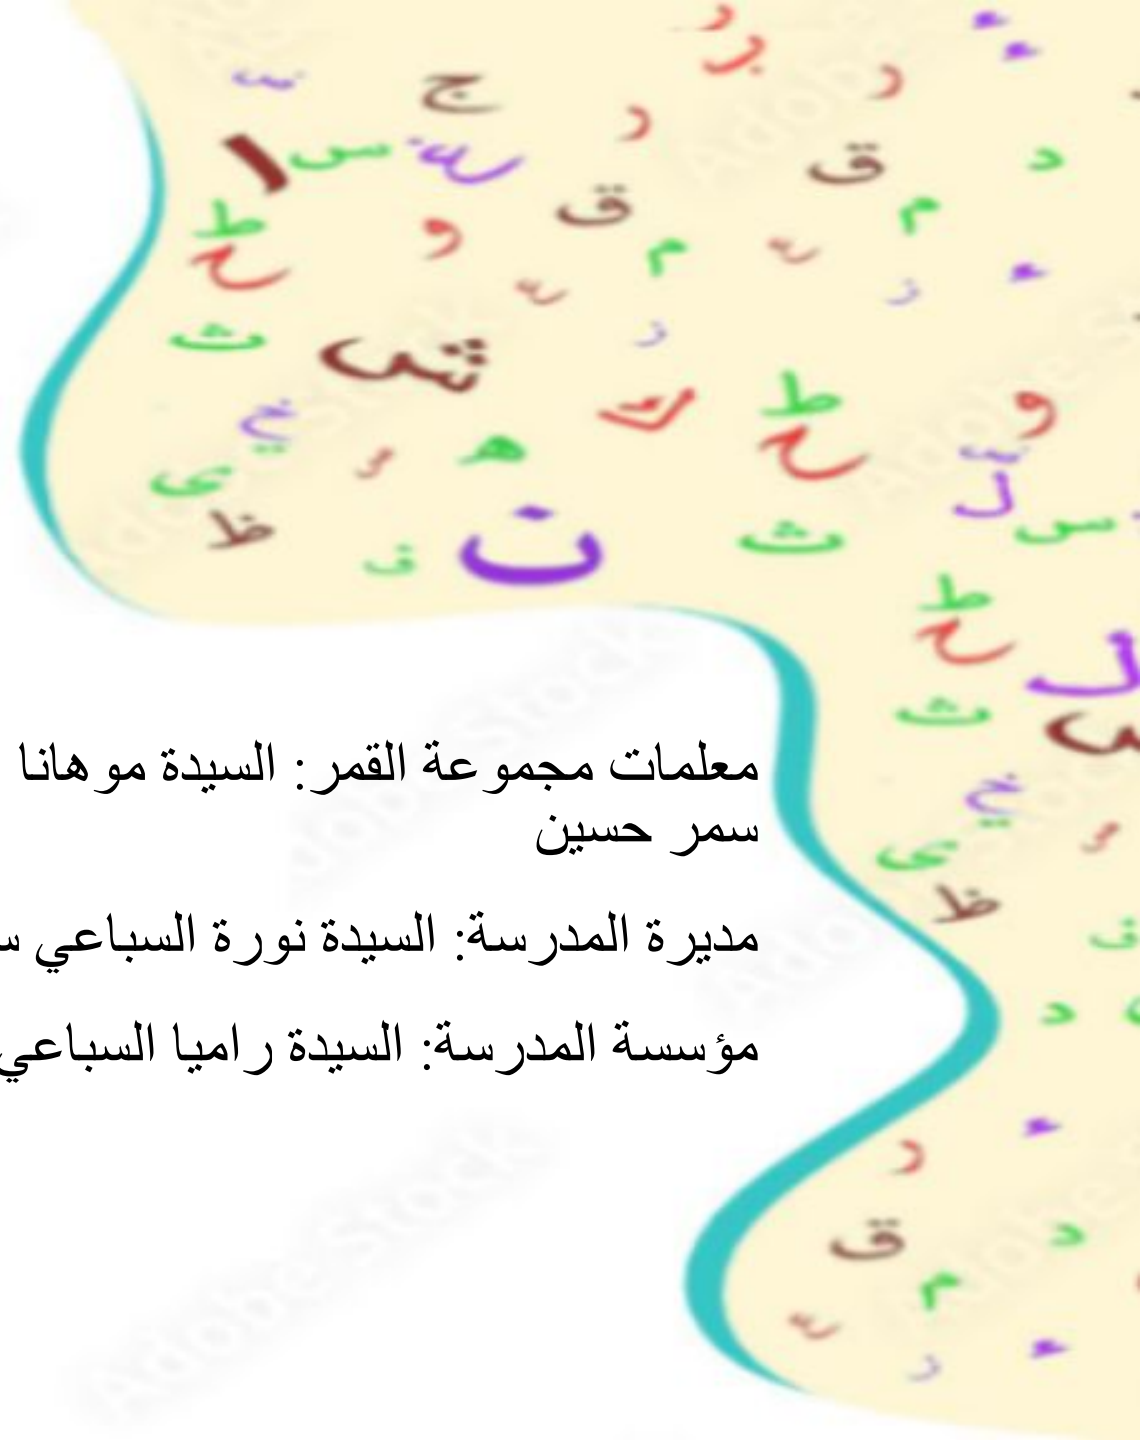 معلمات مجموعة القمر: السيدة موهانا
سمر حسين
مديرة المدرسة: السيدة نورة السباعي
مؤسسة المدرسة: السيدة راميا السباعي